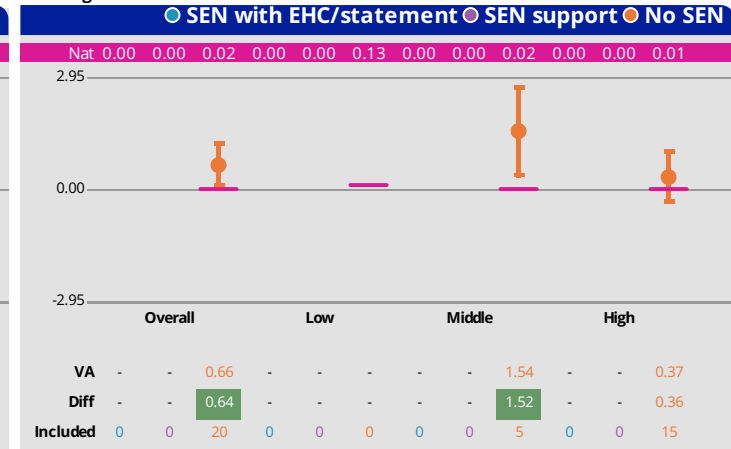 SEN with EHC/statement SEN support No SEN
Nat 0.00 0.00 0.02 0.00 0.00 0.13 0.00 0.00 0.02 0.00 0.00 0.01
2.95
0.00
-2.95
Overall Low Middle High
VA - - 0.66 - - - - - 1.54 - - 0.37
Diff - - 0.64 - - - - - 1.52 - - 0.36
Included 0 0 20 0 0 0 0 0 5 0 0 15